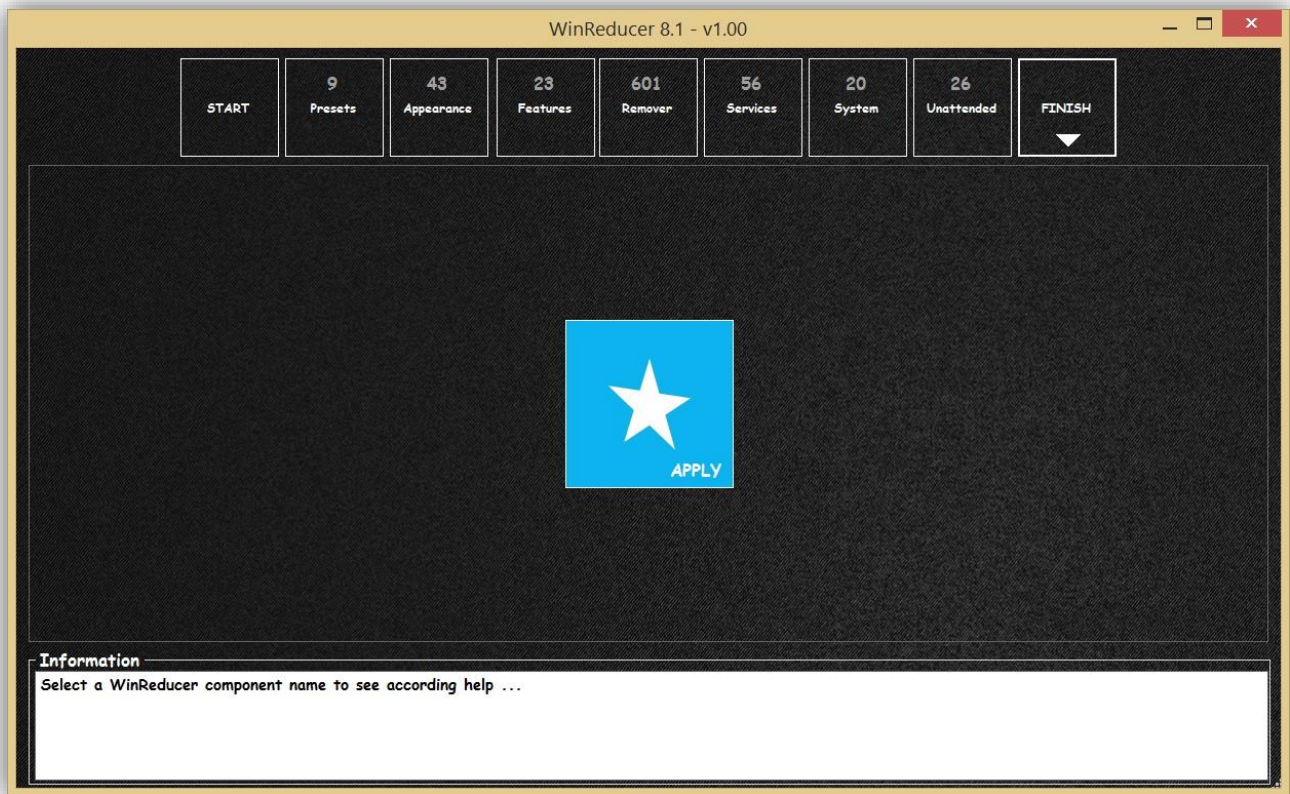 WinReducer 8.1 - v1.00
START
9
Presets
43
Appearance
23
Features
601
Remover
56
Services
20
System
26
Unattended
FINISH
APPLY
Information
Select a WinReducer component name to see according help ...